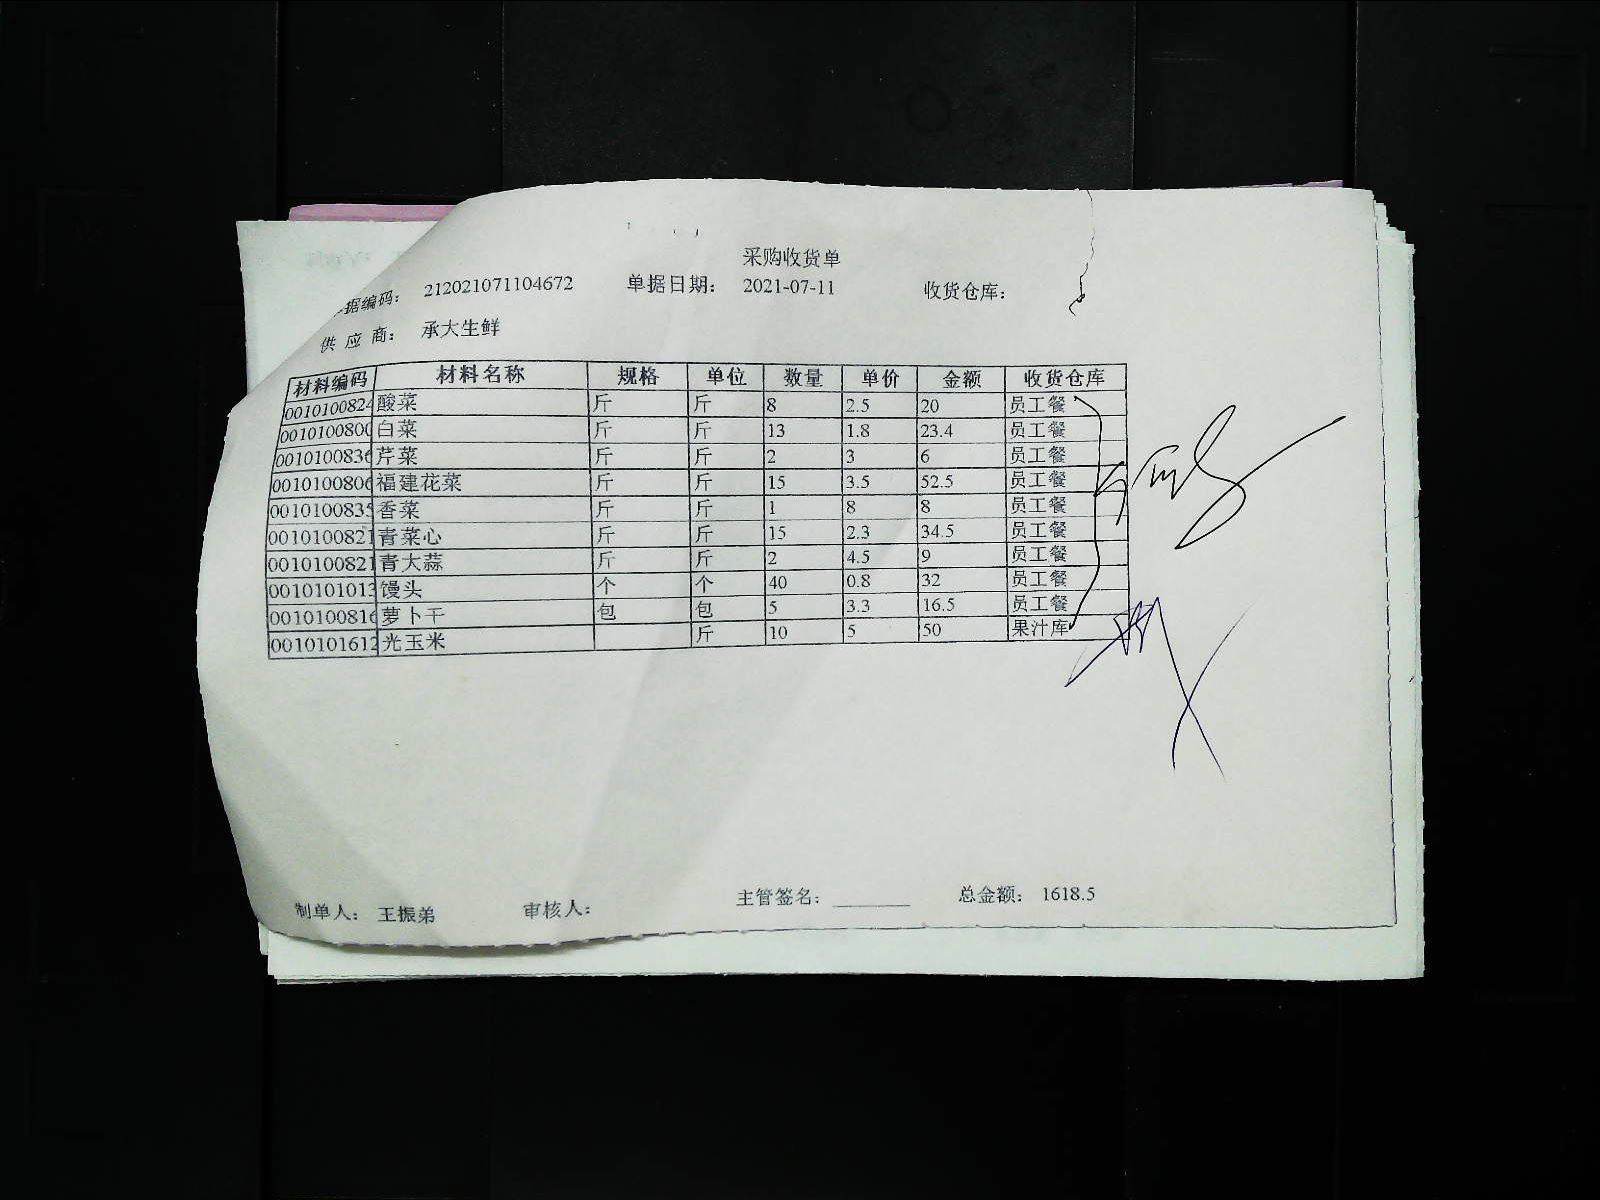 采购收货单
据编码： 212021071104672 单据日期： 2021-07-11 收货仓库：
供应商： 承大生鲜
材料编码 材料名称 规格 单位 数量 单价 金额 收货仓库
0010100824 酸菜 斤 斤 8 2.5 20 员工餐
0010100800 白菜 斤 斤 13 1.8 23.4 员工餐
0010100836 芹菜 斤 斤 2 3 6 员工餐
0010100806 福建花菜 斤 斤 15 3.5 52.5 员工餐
0010100835 香菜 斤 斤 1 8 8 员工餐
0010100821 青菜心 斤 斤 15 2.3 34.5 员工餐
0010100821 青大蒜 斤 斤 2 4.5 9 员工餐
0010101013 馒头 个 个 40 0.8 32 员工餐
0010100816 萝卜干 包 包 5 3.3 16.5 员工餐
0010101612 光玉米 斤 10 5 50 果汁库
制单人： 王振弟 审核人： 主管签名： 总金额： 1618.5